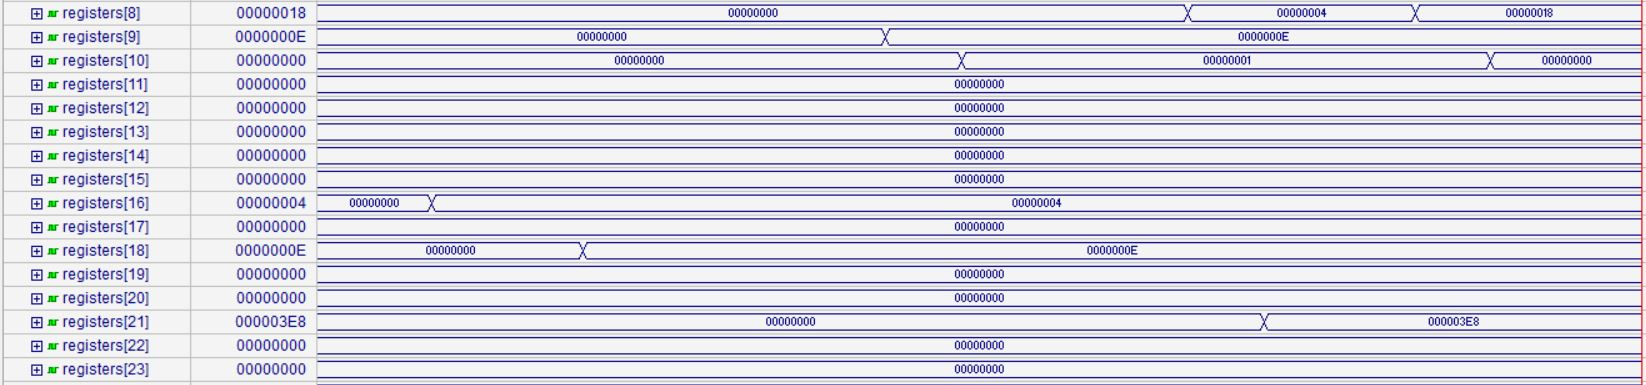 registers[8] 00000018 00000000 00000004 00000018
registers[9] 0000000E 00000000 0000000E
registers[10] 00000000 00000000 00000001 00000000
registers[11] 00000000 00000000
registers[12] 00000000 00000000
registers[13] 00000000 00000000
registers[14] 00000000 00000000
registers[15] 00000000 00000000
registers[16] 00000004 00000000 00000004
registers[17] 00000000 00000000
registers[18] 0000000E 00000000 0000000E
registers[19] 00000000 00000000
registers[20] 00000000 00000000
registers[21] 000003E8 00000000 000003E8
registers[22] 00000000 00000000
registers[23] 00000000 00000000